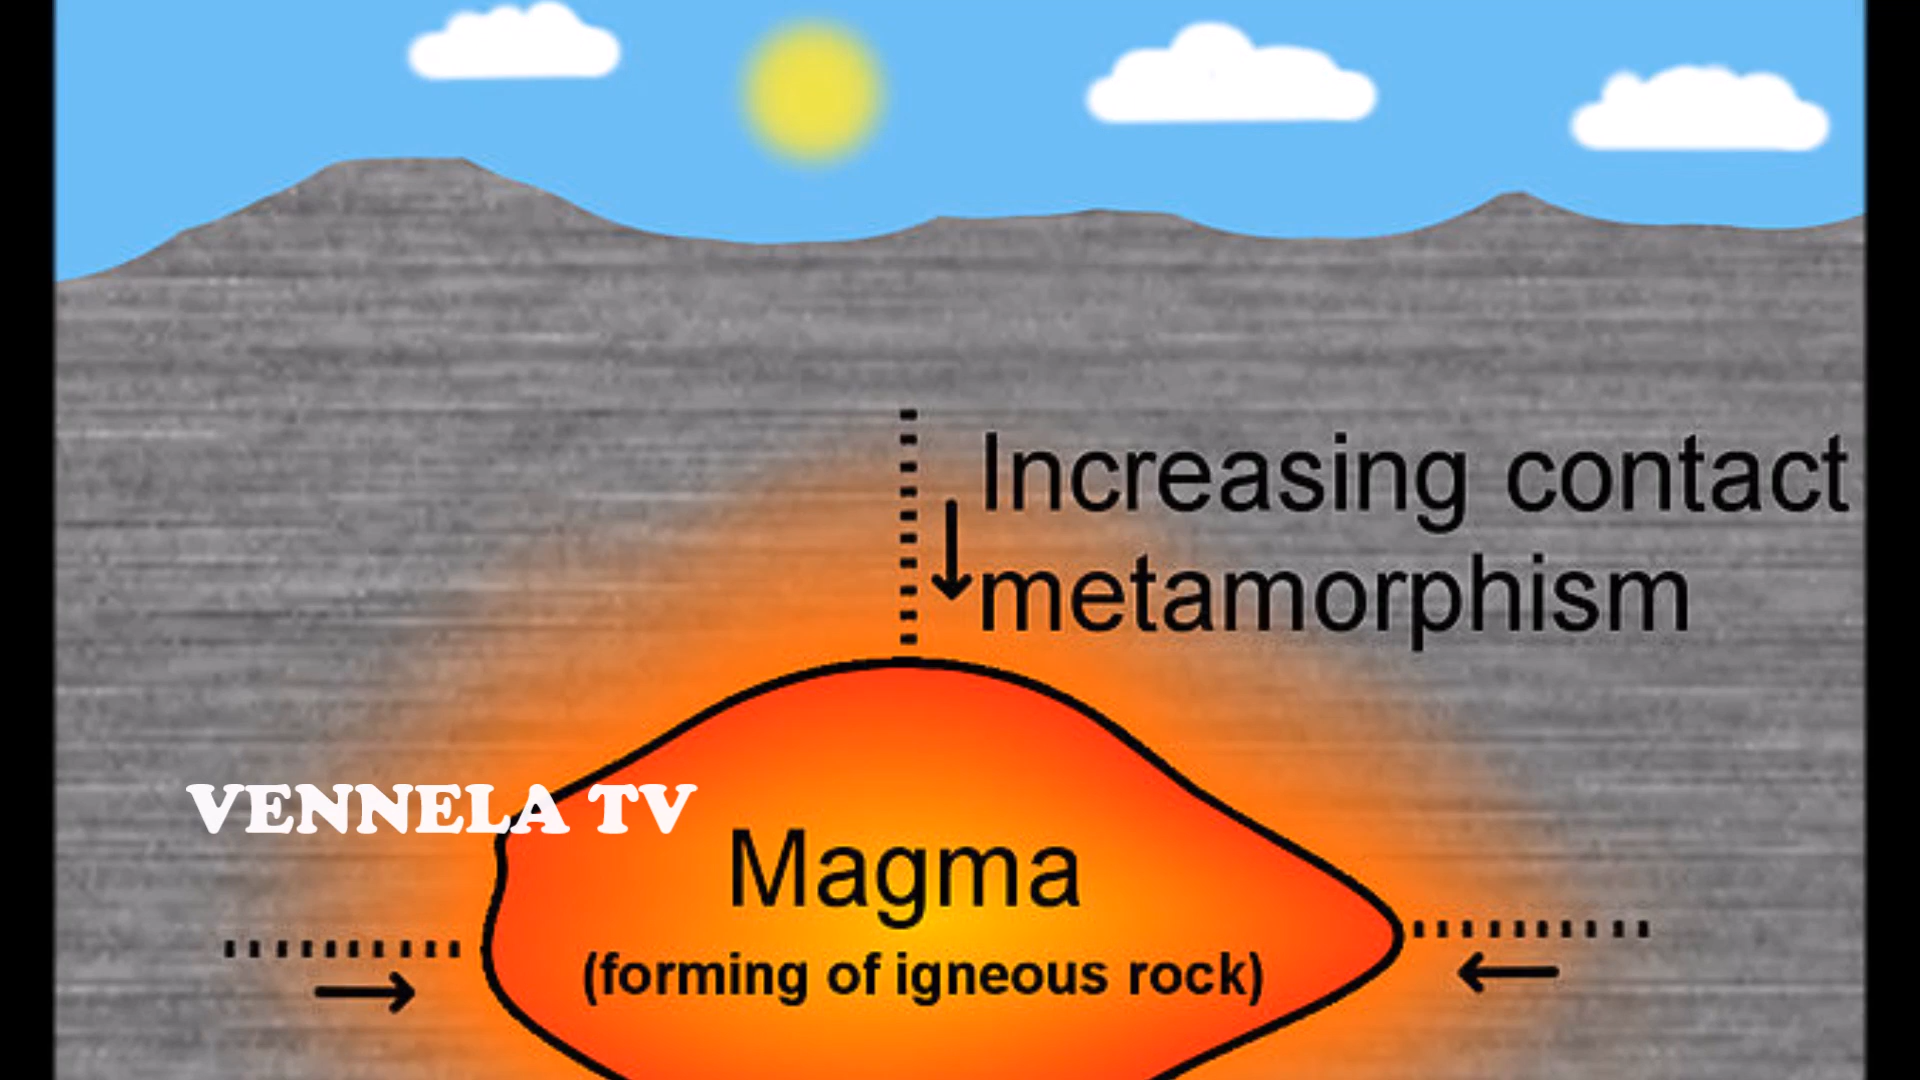 Increasing contact
metamorphism
VENNELA TV
Magma
(forming of igneous rock)